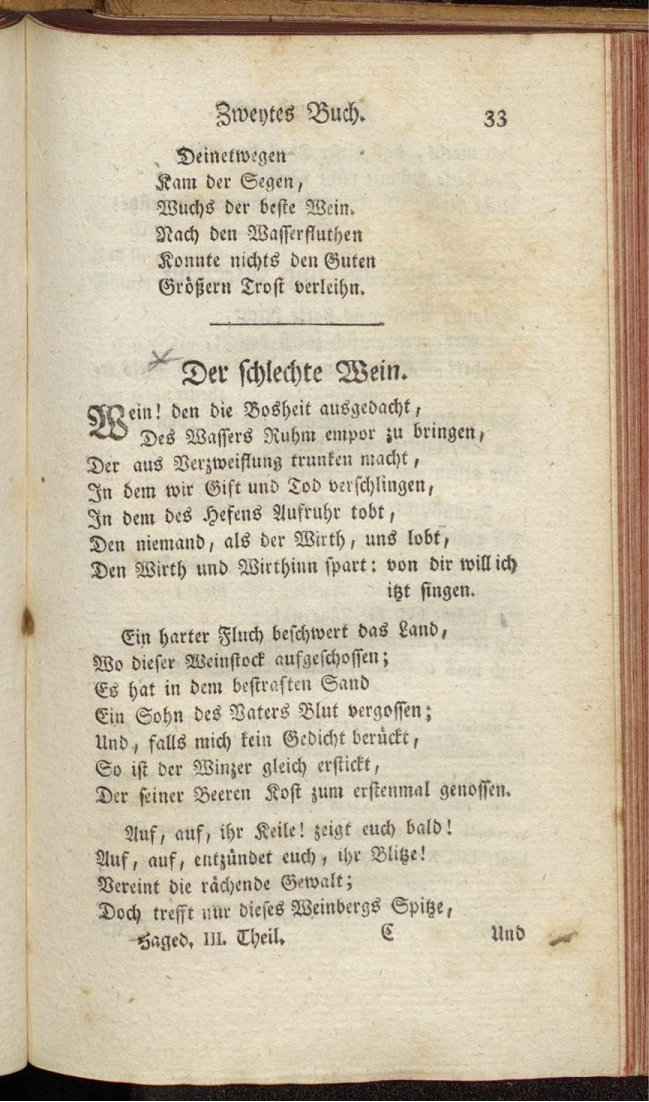 Zweytes Buch. 33
Deinetwegen
Kam der Segen,
Wuchs der beste Wein.
Nach den Wasserfluthen
Konnte nichts den Guten
Größern Trost verleihn.
Der schlechte Wein.
Wein! den die Bosheit ausgedacht,
Des Wassers Ruhm empor zu bringen,
Der aus Verzweiflung trunken macht,
In dem wir Gift und Tod verschlingen,
In dem des Hefens Aufruhr tobt,
Den niemand, als der Wirth, uns lobt,
Den Wirth und Wirthinn spart: von dir will ich
itzt singen.
Ein harter Fluch beschwert das Land,
Wo dieser Weinstock aufgeschossen;
Es hat in dem bestraften Sand
Ein Sohn des Vaters Blut vergossen;
Und, falls mich kein Gedicht berückt,
So ist der Winzer gleich erstickt,
Der seiner Beeren Kost zum erstenmal genossen.
Auf, auf, ihr Keile! zeigt euch bald!
Auf, auf, entzündet euch, ihr Blitze!
Vereint die rächende Gewalt;
Doch trefft nur dieses Weinbergs Spitze,
Haged. III. Theil. C Und